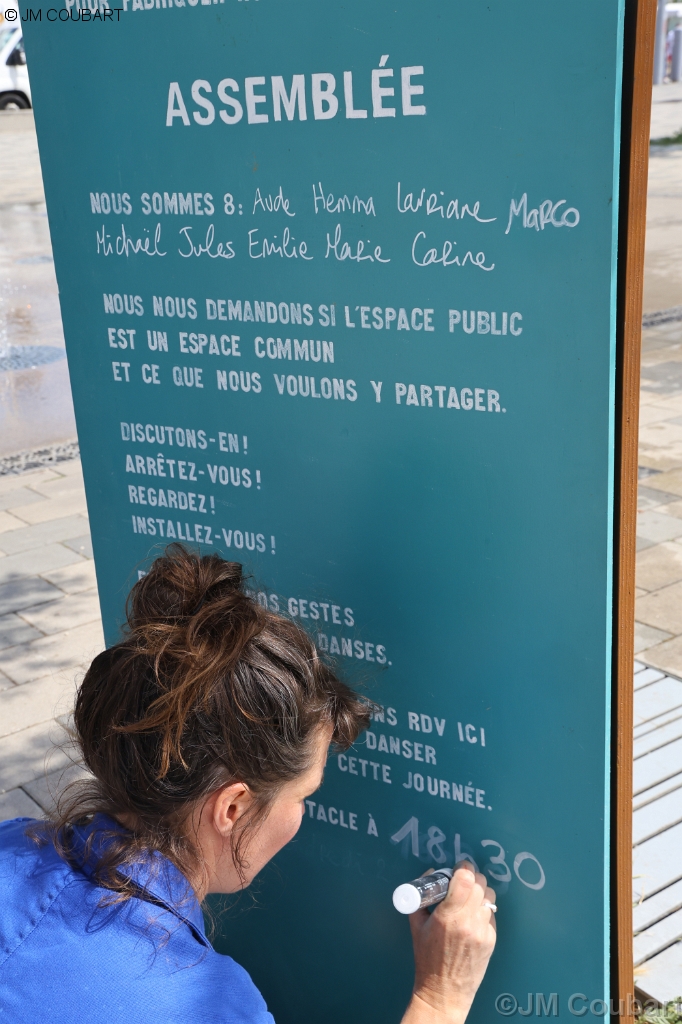 © JM COUBART
POUR FABRIQUER
ASSEMBLÉE
NOUS SOMMES 8: Aude Hemma Lauriane MARCO
Michaël Jules Emilie Marie Carine
NOUS NOUS DEMANDONS SI L'ESPACE PUBLIC
EST UN ESPACE COMMUN
ET CE QUE NOUS VOULONS Y PARTAGER.
DISCUTONS-EN!
ARRÊTEZ-VOUS!
REGARDEZ!
INSTALLEZ-VOUS!
GESTES
DANSES.
RDV ICI
DANSER
CETTE JOURNÉE.
TACLE À 18h30
©JM Coubart